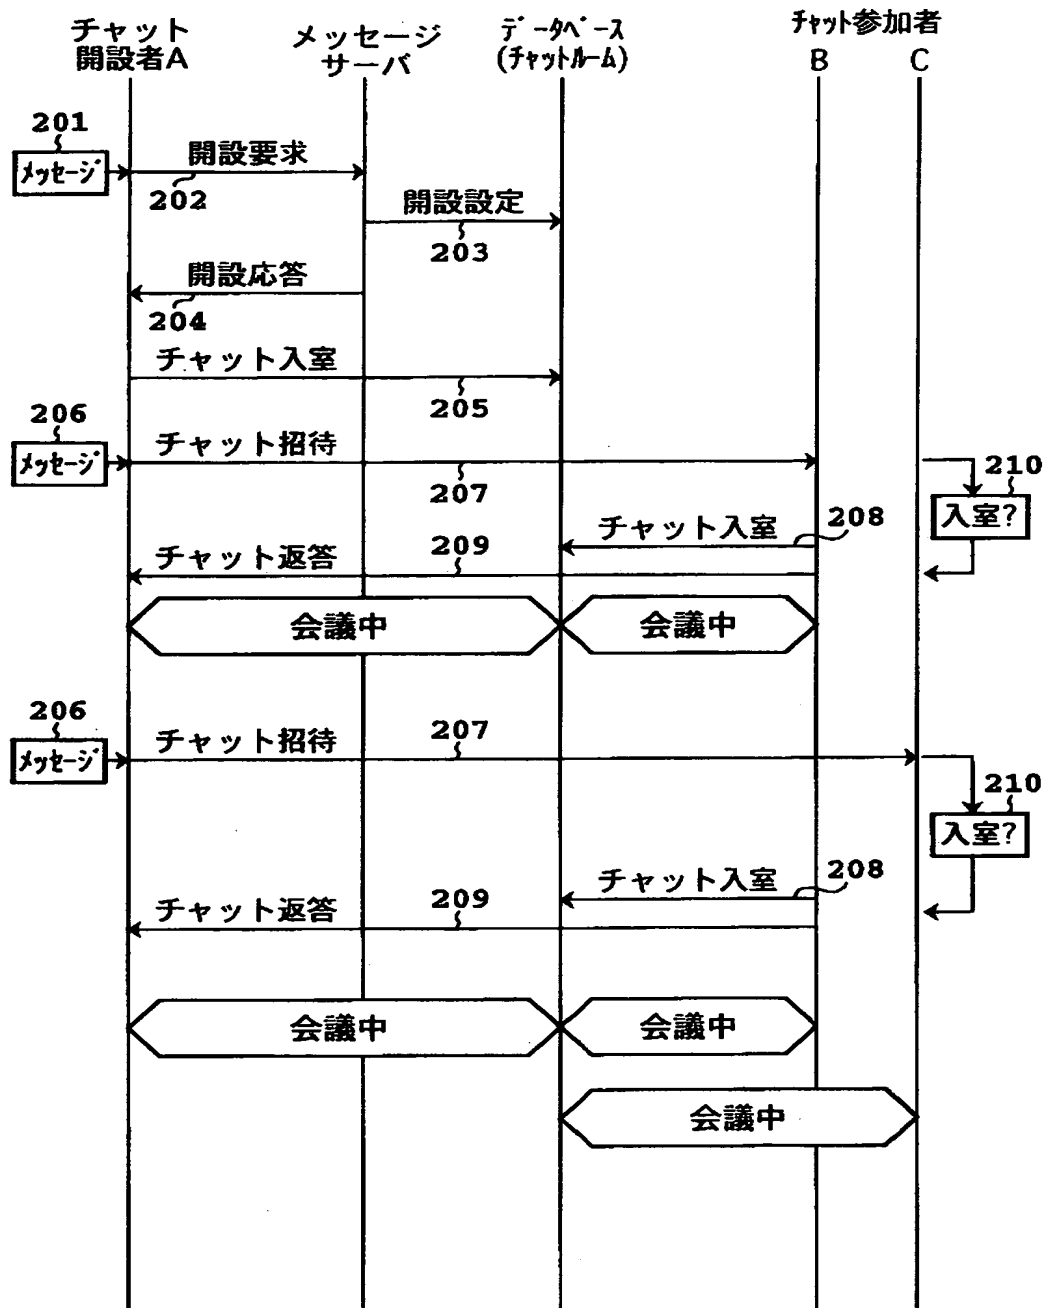 チャット
開設者A
メッセージ
サーバ
データベース
(チャットルーム)
チャット参加者
B
C
201
メッセージ
開設要求
202
開設設定
203
開設応答
204
チャット入室
205
206
メッセージ
チャット招待
207
210
入室?
チャット入室
208
チャット返答
209
会議中
会議中
206
メッセージ
チャット招待
207
210
入室?
チャット入室
208
チャット返答
209
会議中
会議中
会議中